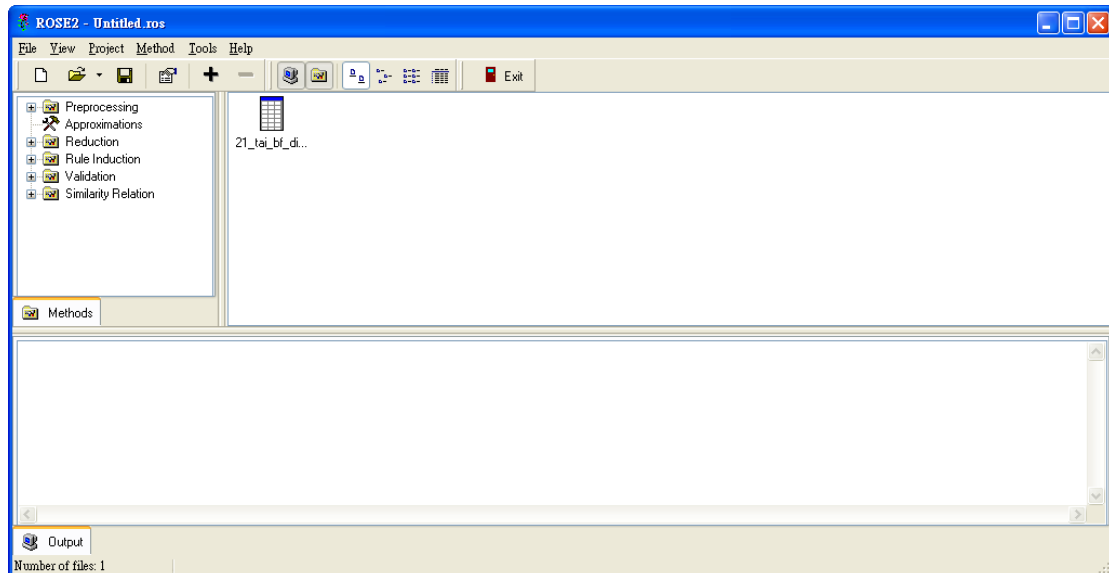 ROSE2 - Untitled.ros
File View Project Method Tools Help
Exit
Preprocessing
Approximations
Reduction
Rule Induction
Validation
Similarity Relation
21_tai_bf_di...
Methods
Output
Number of files: 1